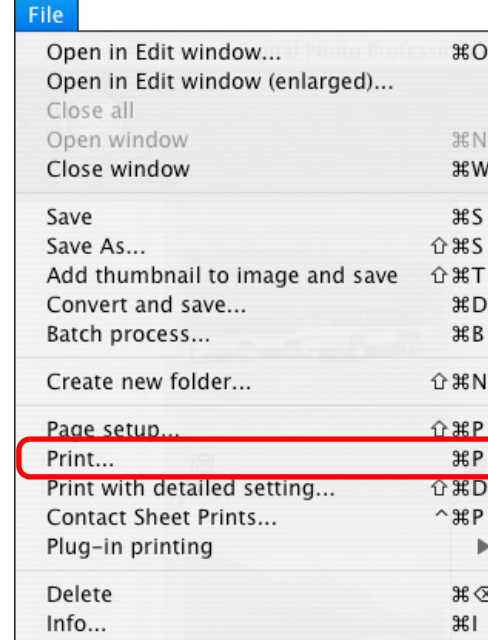 File
Open in Edit window... ⌘O
Open in Edit window (enlarged)...
Close all
Open window ⌘N
Close window ⌘W
Save ⌘S
Save As... ⇧⌘S
Add thumbnail to image and save ⇧⌘T
Convert and save... ⌘D
Batch process... ⌘B
Create new folder... ⇧⌘N
Page setup... ⇧⌘P
Print... ⌘P
Print with detailed setting... ⇧⌘D
Contact Sheet Prints... ^⌘P
Plug-in printing ▶
Delete ⌘⌫
Info... ⌘I